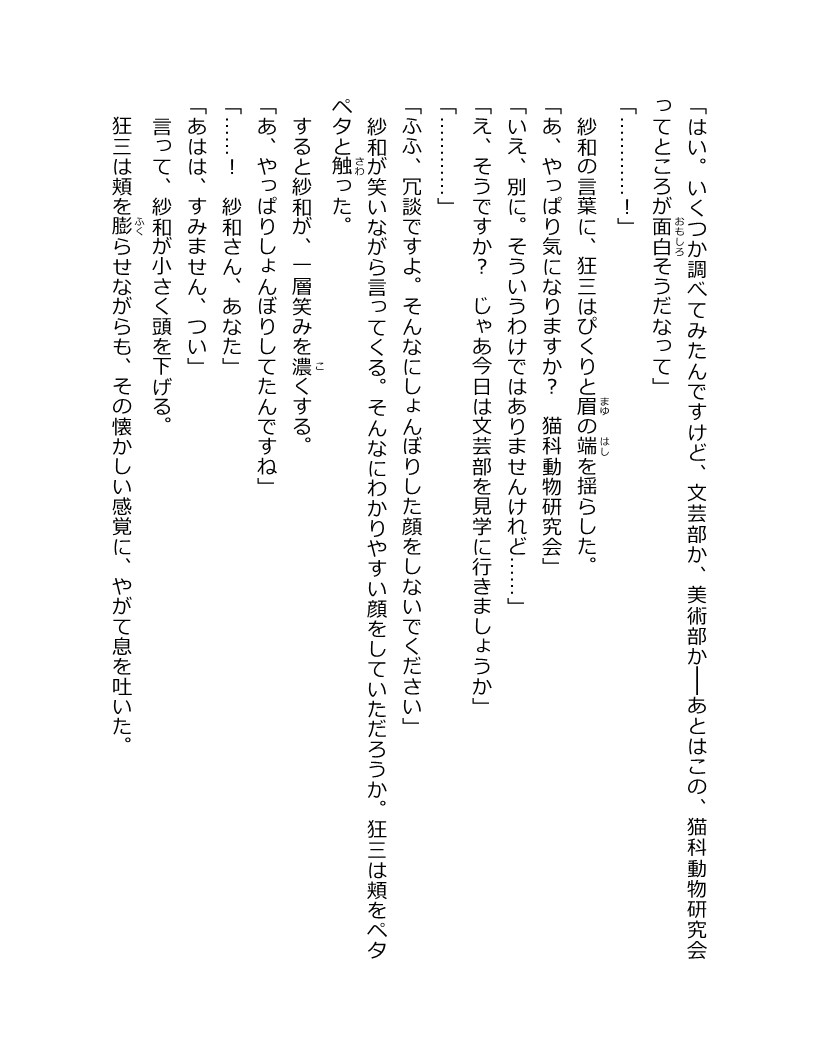 「はい。いくつか調べてみたんですけど、文芸部か、美術部か――あとはこの、猫科動物研究会
ってところが面白そうだなって」
「…………！」
　紗和の言葉に、狂三はぴくりと眉の端を揺らした。
「あ、やっぱり気になりますか？　猫科動物研究会」
「いえ、別に。そういうわけではありませんけれど……」
「え、そうですか？　じゃあ今日は文芸部を見学に行きましょうか」
「…………」
「ふふ、冗談ですよ。そんなにしょんぼりした顔をしないでください」
　紗和が笑いながら言ってくる。そんなにわかりやすい顔をしていただろうか。狂三は頬をペタ
ペタと触った。
　すると紗和が、一層笑みを濃くする。
「あ、やっぱりしょんぼりしてたんですね」
「……！　紗和さん、あなた」
「あはは、すみません、つい」
　言って、紗和が小さく頭を下げる。
　狂三は頬を膨らせながらも、その懐かしい感覚に、やがて息を吐いた。